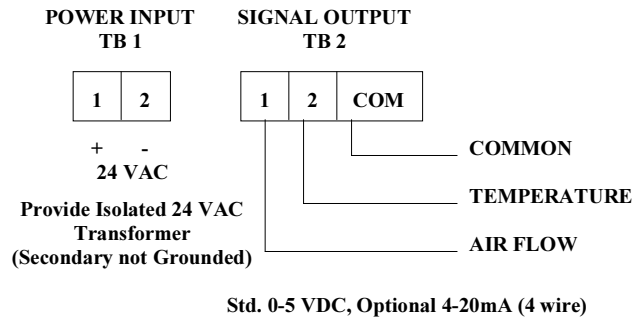 POWER INPUT
TB 1
1 2
+ -
24 VAC
Provide Isolated 24 VAC
Transformer
(Secondary not Grounded)
SIGNAL OUTPUT
TB 2
1 2 COM
COMMON
TEMPERATURE
AIR FLOW
Std. 0-5 VDC, Optional 4-20mA (4 wire)